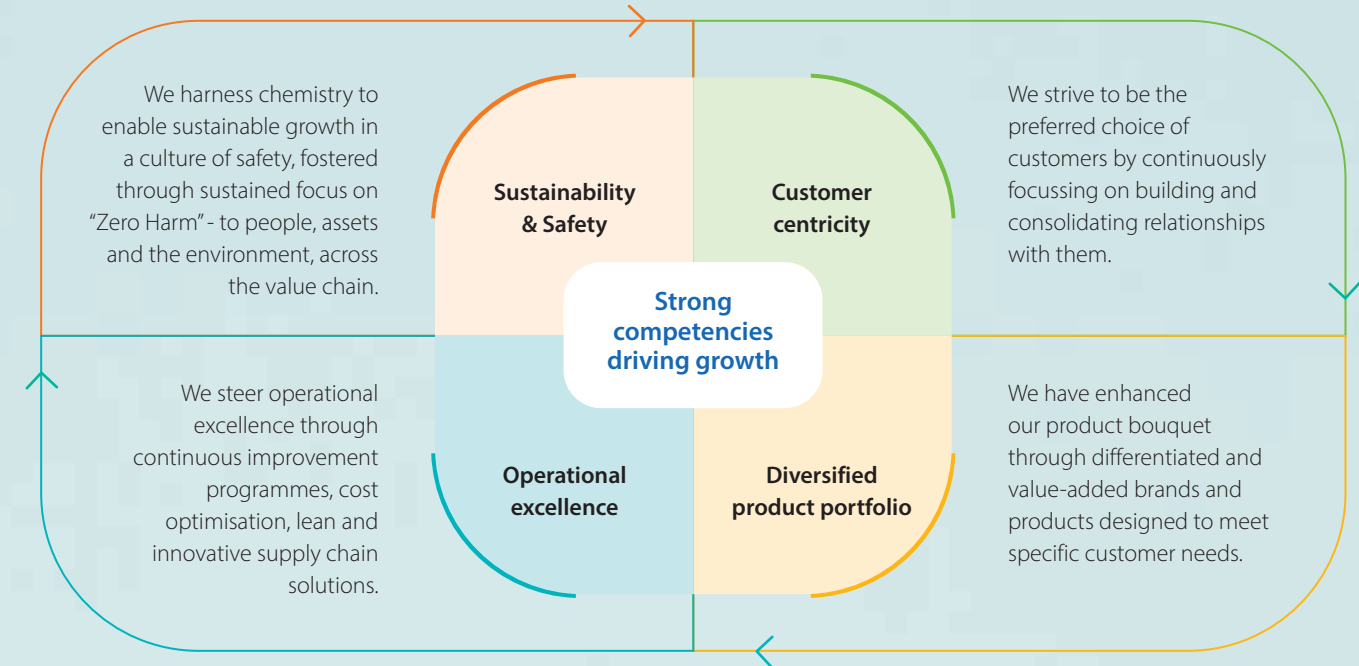 We harness chemistry to
enable sustainable growth in
a culture of safety, fostered
through sustained focus on
“Zero Harm” - to people, assets
and the environment, across
the value chain.
Sustainability
& Safety
Customer
centricity
We strive to be the
preferred choice of
customers by continuously
focussing on building and
consolidating relationships
with them.
Strong
competencies
driving growth
We steer operational
excellence through
continuous improvement
programmes, cost
optimisation, lean and
innovative supply chain
solutions.
Operational
excellence
Diversified
product portfolio
We have enhanced
our product bouquet
through differentiated and
value-added brands and
products designed to meet
specific customer needs.